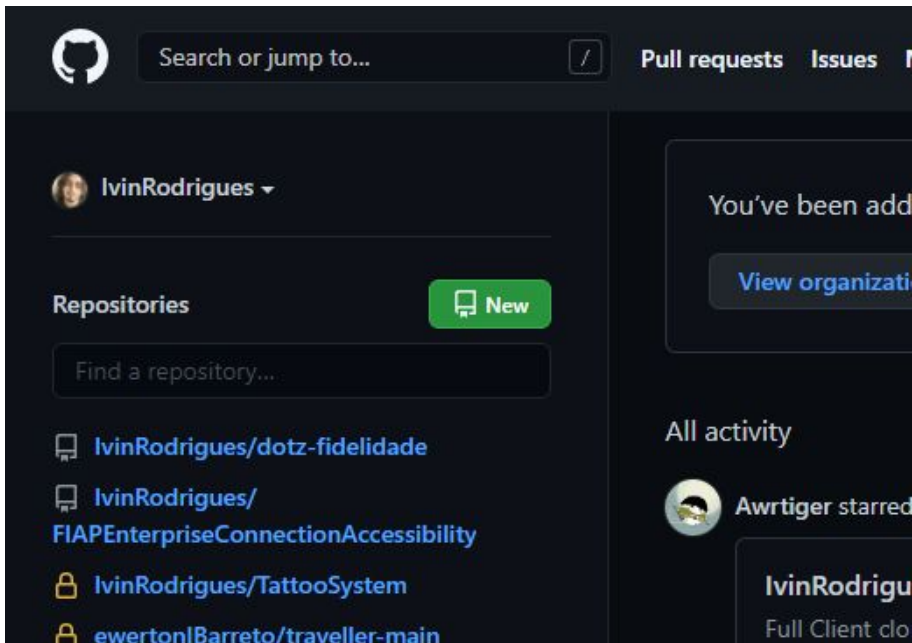 Search or jump to...
/
Pull requests Issues
IvinRodrigues
You've been add
View organizati
Repositories
New
Find a repository...
IvinRodrigues/dotz-fidelidade
IvinRodrigues/
FIAPEnterpriseConnectionAccessibility
IvinRodrigues/TattooSystem
ewertonlBarreto/traveller-main
All activity
Awrtiger starred
IvinRodrigu
Full Client clo